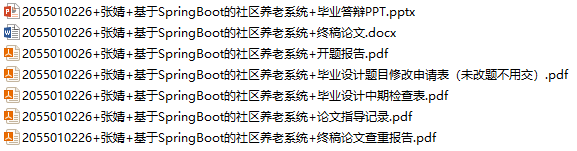 2055010226+张婧+基于SpringBoot的社区养老系统+毕业答辩PPT.pptx
2055010226+张婧+基于SpringBoot的社区养老系统+终稿论文.docx
2055010226+张婧+基于SpringBoot的社区养老系统+开题报告.pdf
2055010226+张婧+基于SpringBoot的社区养老系统+毕业设计题目修改申请表（未改题不用交）.pdf
2055010226+张婧+基于SpringBoot的社区养老系统+毕业设计中期检查表.pdf
2055010226+张婧+基于SpringBoot的社区养老系统+论文指导记录.pdf
2055010226+张婧+基于SpringBoot的社区养老系统+终稿论文查重报告.pdf